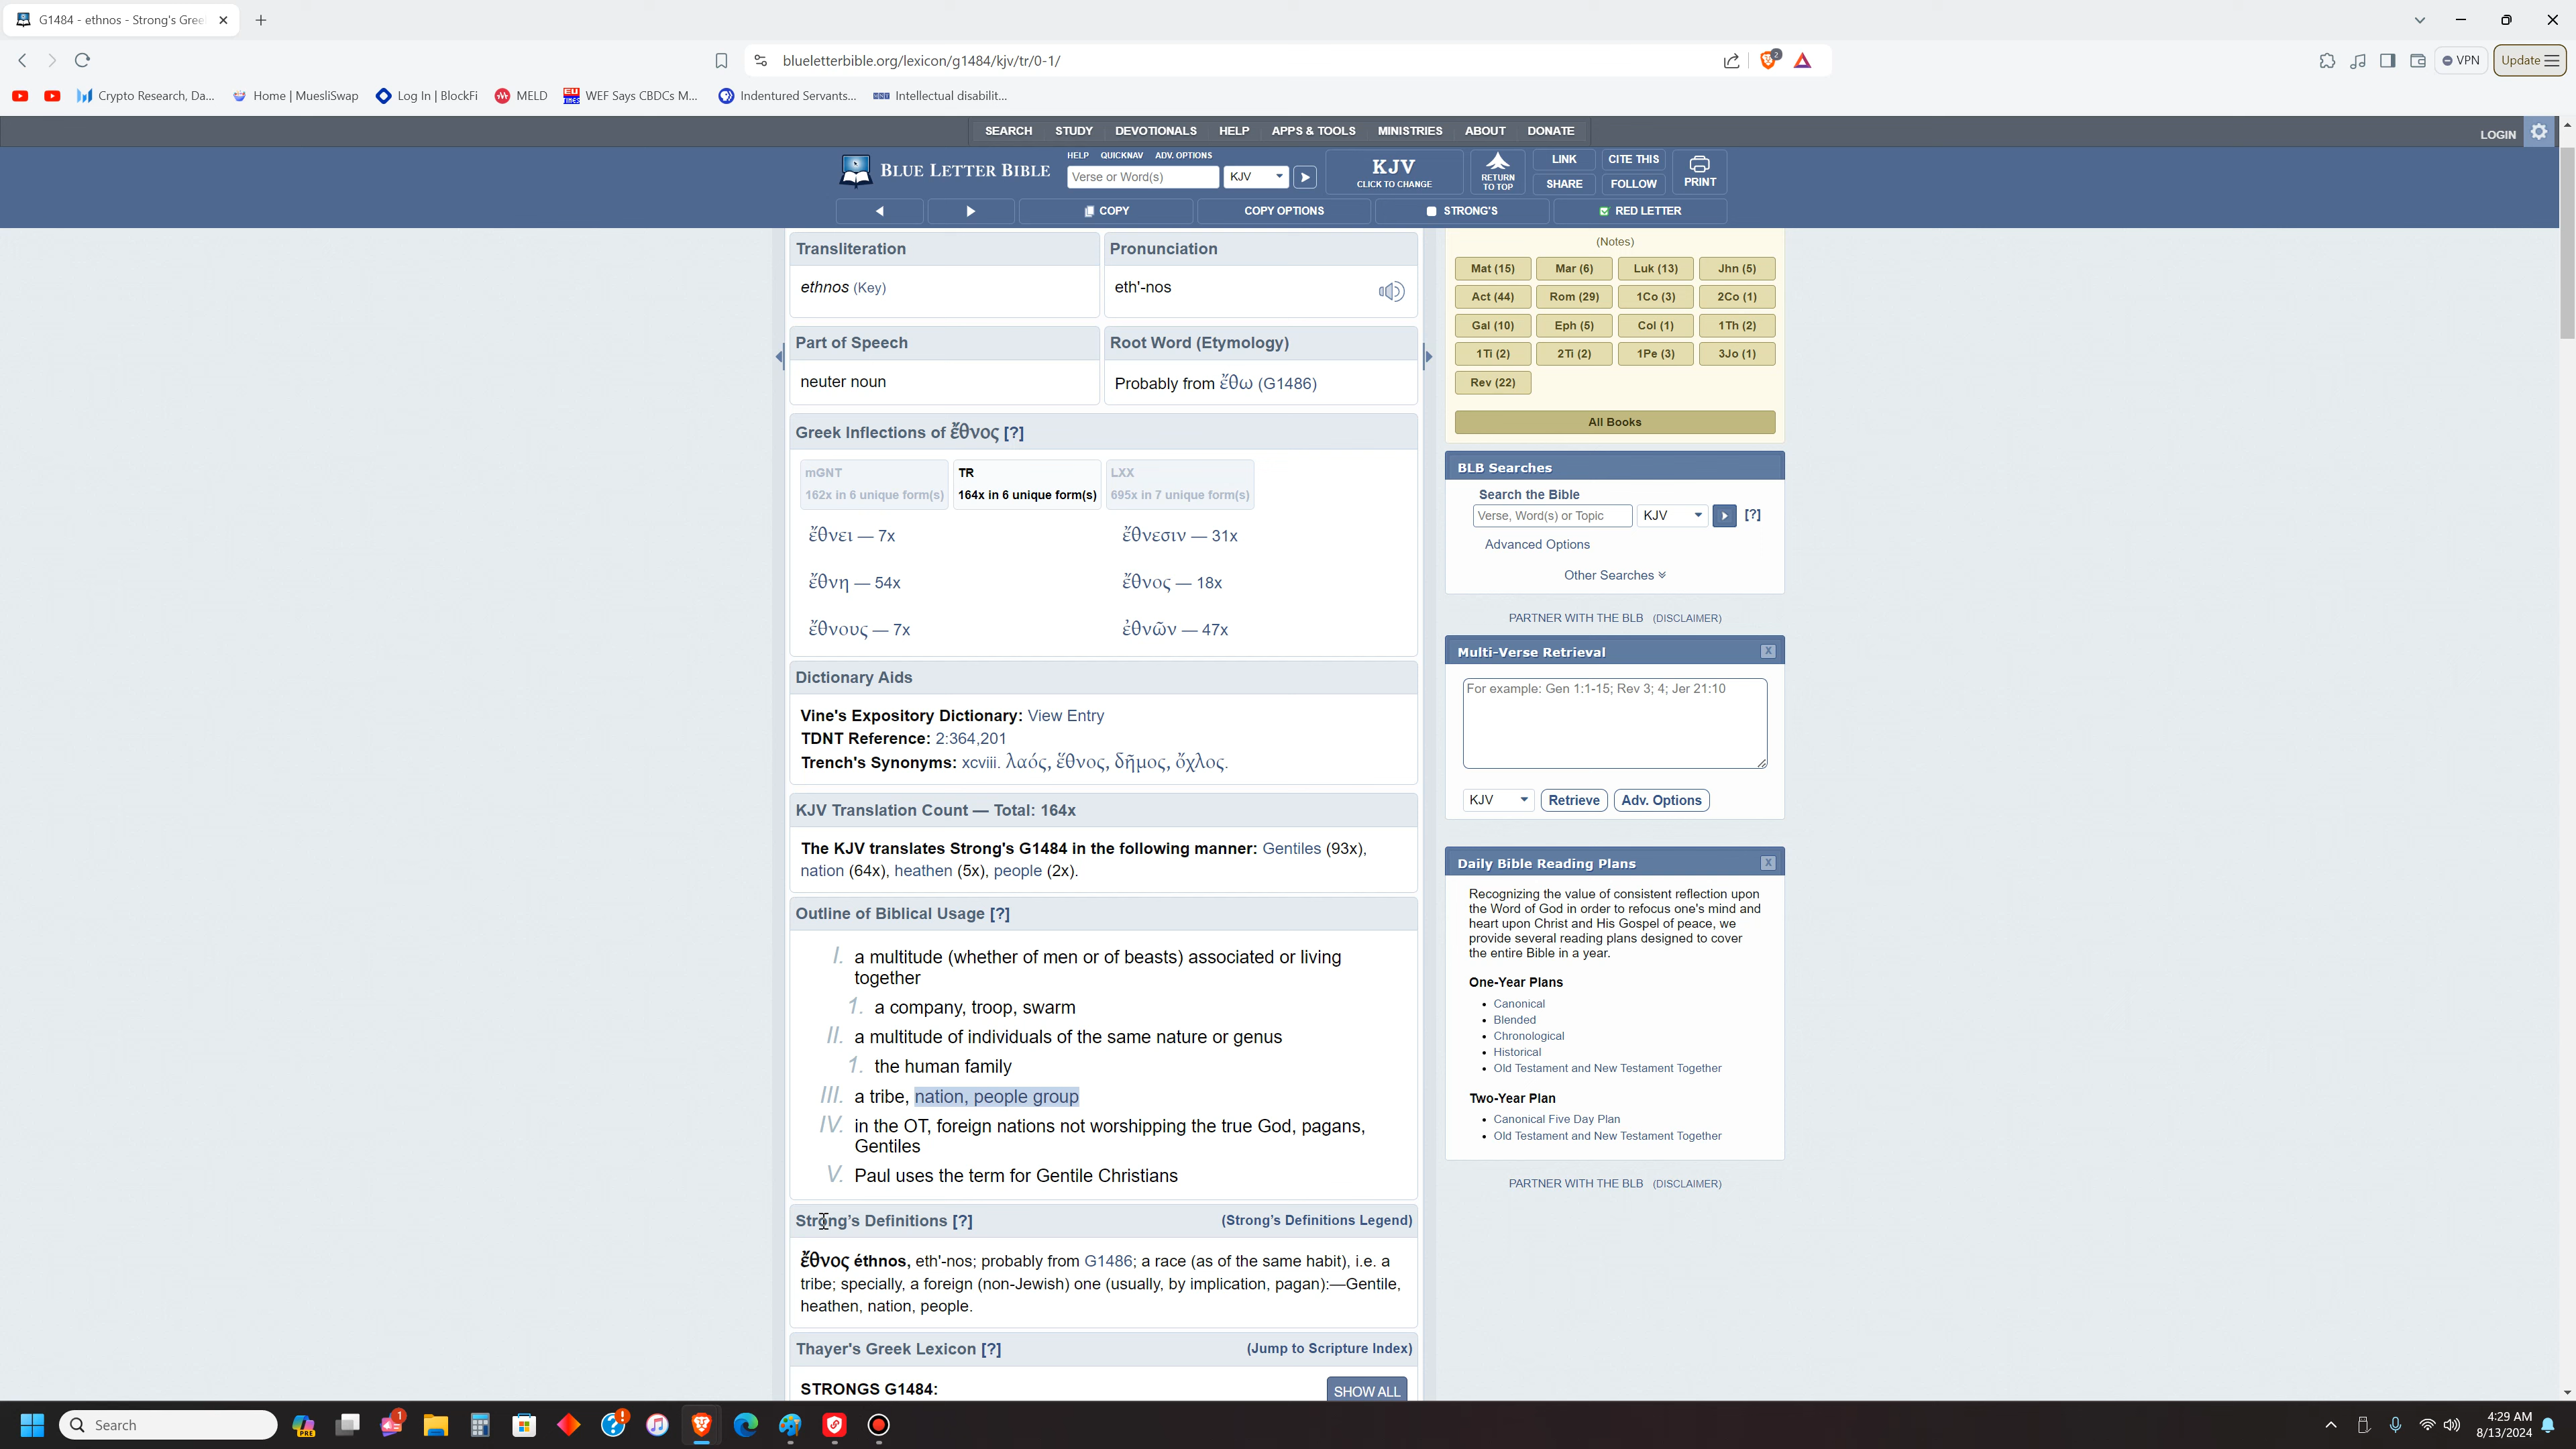 G1484 - ethnos - Strong's Gree
blueletterbible.org/lexicon/g1484/kjv/tr/0-1/
2
VPN
Update
Crypto Research, Da...
Home | MuesliSwap
Log In | BlockFi
MELD
WEF Says CBDCs M...
Indentured Servants...
Intellectual disabilit...
SEARCH STUDY DEVOTIONALS HELP APPS & TOOLS MINISTRIES ABOUT DONATE
LOGIN
BLUE LETTER BIBLE
HELP QUICKNAV ADV. OPTIONS
Verse or Word(s)
KJV
KJV
CLICK TO CHANGE
RETURN
TO TOP
LINK
CITE THIS
SHARE
FOLLOW
PRINT
COPY
COPY OPTIONS
STRONG'S
RED LETTER
Transliteration
ethnos (Key)
Pronunciation
eth'-nos
Part of Speech
neuter noun
Root Word (Etymology)
Probably from ἔθω (G1486)
Greek Inflections of ἔθνος [?]
mGNT
162x in 6 unique form(s)
TR
164x in 6 unique form(s)
LXX
695x in 7 unique form(s)
ἔθνει — 7x
ἔθνεσιν — 31x
ἔθνη — 54x
ἔθνος — 18x
ἔθνους — 7x
ἐθνῶν — 47x
Dictionary Aids
Vine's Expository Dictionary: View Entry
TDNT Reference: 2:364,201
Trench's Synonyms: xcviii. λαός, ἕθνος, δῆμος, ὄχλος.
KJV Translation Count — Total: 164x
The KJV translates Strong's G1484 in the following manner: Gentiles (93x),
nation (64x), heathen (5x), people (2x).
Outline of Biblical Usage [?]
I. a multitude (whether of men or of beasts) associated or living
together
1. a company, troop, swarm
II. a multitude of individuals of the same nature or genus
1. the human family
III. a tribe, nation, people group
IV. in the OT, foreign nations not worshipping the true God, pagans,
Gentiles
V. Paul uses the term for Gentile Christians
Strong's Definitions [?]
(Strong's Definitions Legend)
ἔθνος éthnos, eth'-nos; probably from G1486; a race (as of the same habit), i.e. a
tribe; specially, a foreign (non-Jewish) one (usually, by implication, pagan):—Gentile,
heathen, nation, people.
Thayer's Greek Lexicon [?]
(Jump to Scripture Index)
STRONGS G1484:
SHOW ALL
(Notes)
Mat (15) Mar (6) Luk (13) Jhn (5)
Act (44) Rom (29) 1Co (3) 2Co (1)
Gal (10) Eph (5) Col (1) 1Th (2)
1Ti (2) 2Ti (2) 1Pe (3) 3Jo (1)
Rev (22)
All Books
BLB Searches
Search the Bible
Verse, Word(s) or Topic
KJV
[?]
Advanced Options
Other Searches
PARTNER WITH THE BLB (DISCLAIMER)
Multi-Verse Retrieval
X
For example: Gen 1:1-15; Rev 3; 4; Jer 21:10
KJV
Retrieve
Adv. Options
Daily Bible Reading Plans
X
Recognizing the value of consistent reflection upon
the Word of God in order to refocus one's mind and
heart upon Christ and His Gospel of peace, we
provide several reading plans designed to cover
the entire Bible in a year.
One-Year Plans
• Canonical
• Blended
• Chronological
• Historical
• Old Testament and New Testament Together
Two-Year Plan
• Canonical Five Day Plan
• Old Testament and New Testament Together
PARTNER WITH THE BLB (DISCLAIMER)
Search
PRE
1
4:29 AM
8/13/2024